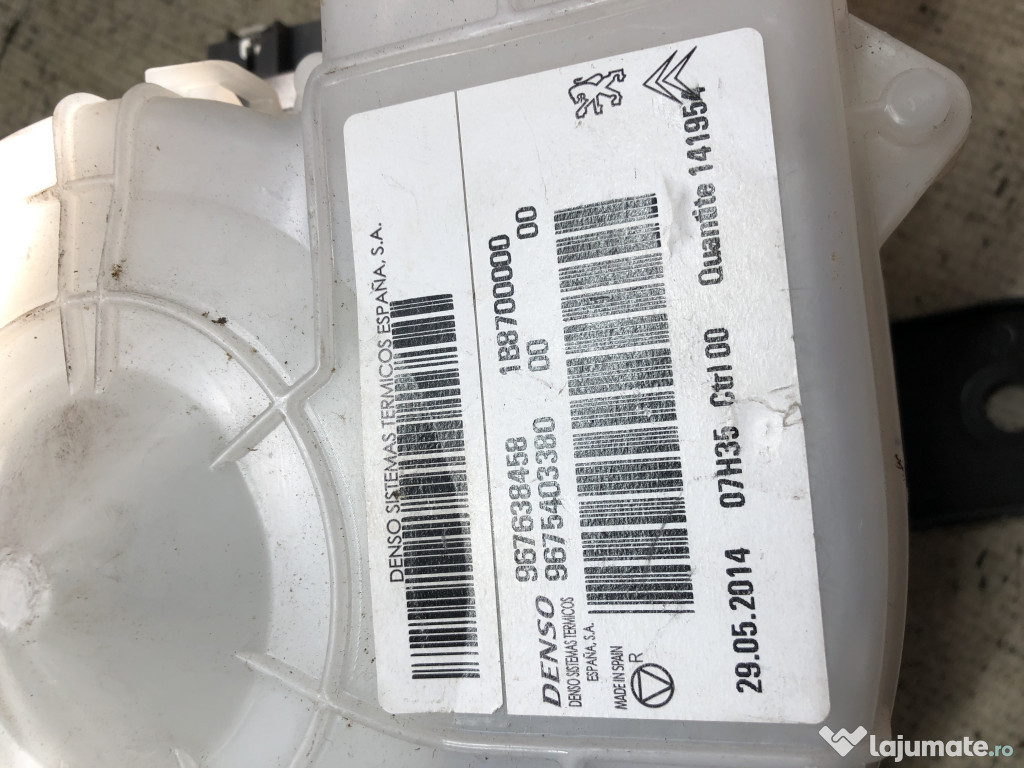 DENSO SISTEMAS TERMICOS ESPAÑA, S.A.
DENSO 967638458 1B8700000
DENSO SISTEMAS TERMICOS 9675403380 00 00
ESPAÑA, S.A.
MADE IN SPAIN
R
29.05.2014 07H35 Ctrl 00 Quantite 141954
lajumate.ro